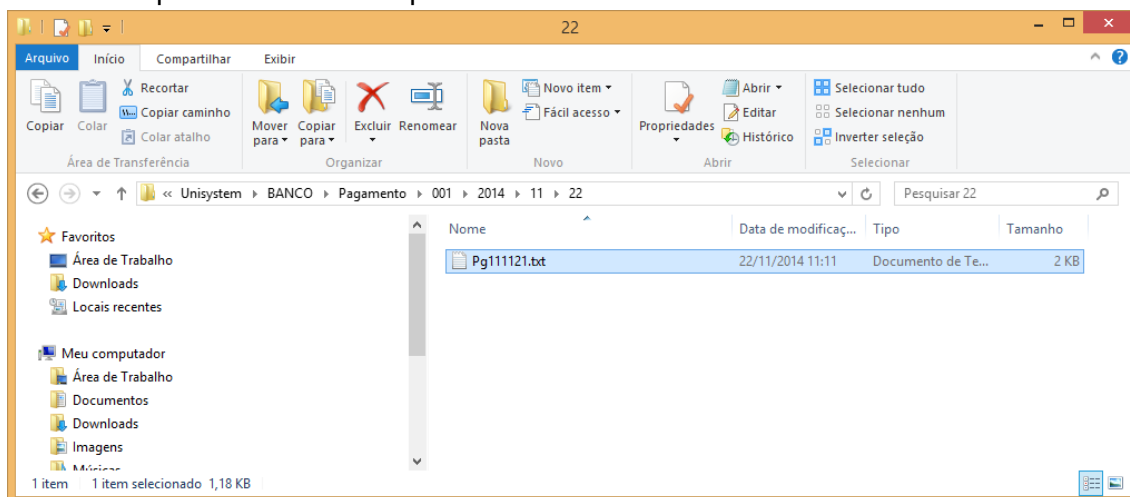 22
Arquivo Início Compartilhar Exibir
Copiar
Colar
Recortar
Copiar caminho
Colar atalho
Área de Transferência
Mover para
Copiar para
Excluir
Renomear
Organizar
Nova pasta
Novo item
Fácil acesso
Novo
Propriedades
Abrir
Editar
Histórico
Abrir
Selecionar tudo
Selecionar nenhum
Inverter seleção
Selecionar
« Unisystem BANCO Pagamento 001 2014 11 22
Pesquisar 22
Favoritos
Área de Trabalho
Downloads
Locais recentes
Meu computador
Área de Trabalho
Documentos
Downloads
Imagens
Músicas
Nome Data de modificaç... Tipo Tamanho
Pg111121.txt 22/11/2014 11:11 Documento de Te... 2 KB
1 item 1 item selecionado 1,18 KB